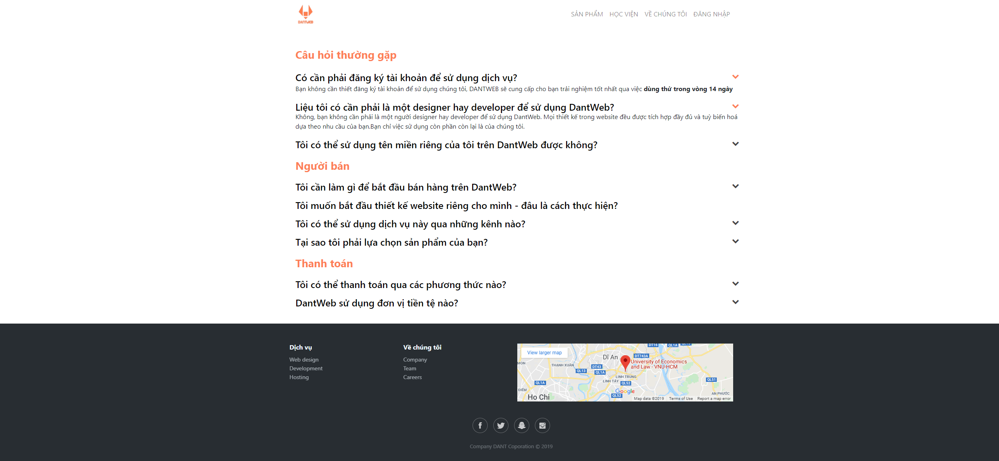 DANTWEB
SẢN PHẨM HỌC VIỆN VỀ CHÚNG TÔI ĐĂNG NHẬP
Câu hỏi thường gặp
Có cần phải đăng ký tài khoản để sử dụng dịch vụ?
Bạn không cần thiết đăng ký tài khoản để sử dụng chúng tôi, DANTWEB sẽ cung cấp cho bạn trải nghiệm tốt nhất qua việc dùng thử trong vòng 14 ngày
Liệu tôi có cần phải là một designer hay developer để sử dụng DantWeb?
Không, bạn không cần phải là một người designer hay developer để sử dụng DantWeb. Mọi thiết kế trong website đều được tích hợp đầy đủ và tuỳ biến hoá
dựa theo nhu cầu của bạn.Bạn chỉ việc sử dụng còn phần còn lại là của chúng tôi.
Tôi có thể sử dụng tên miền riêng của tôi trên DantWeb được không?
Người bán
Tôi cần làm gì để bắt đầu bán hàng trên DantWeb?
Tôi muốn bắt đầu thiết kế website riêng cho mình - đâu là cách thực hiện?
Tôi có thể sử dụng dịch vụ này qua những kênh nào?
Tại sao tôi phải lựa chọn sản phẩm của bạn?
Thanh toán
Tôi có thể thanh toán qua các phương thức nào?
DantWeb sử dụng đơn vị tiền tệ nào?
Dịch vụ
Web design
Development
Hosting
Về chúng tôi
Company
Team
Careers
View larger map
DT16
QL1A
Dĩ An
DT743A
MON
THẠNH XUÂN
DT43
University of Economics
and Law - VNU-HCM
QL13
QL1A
LINH TRUNG
LINH TÂY
QL52
QL51
QL1A
ĐIỂM
Google
AN PHƯỚC
Ho Chi
QL52
Map data ©2019 Terms of Use Report a map error
Company DANT Coporation © 2019